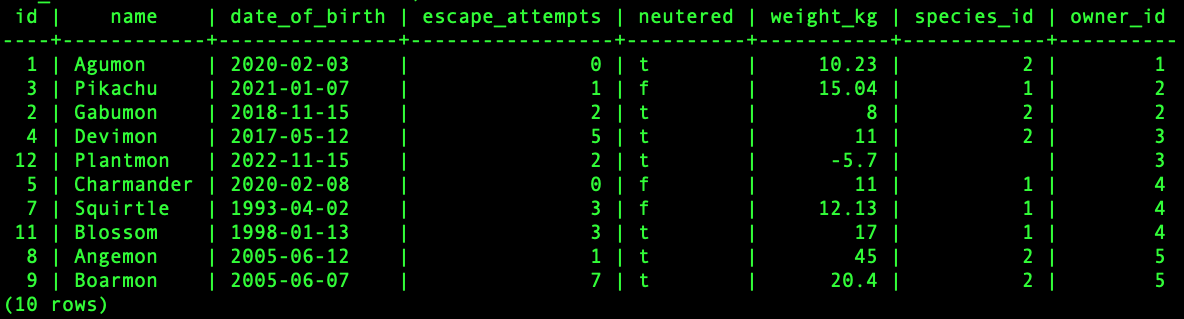 id |    name    | date_of_birth | escape_attempts | neutered | weight_kg | species_id | owner_id
----+------------+---------------+-----------------+----------+-----------+------------+----------
  1 | Agumon     | 2020-02-03    |               0 | t        |     10.23 |          2 |        1
  3 | Pikachu    | 2021-01-07    |               1 | f        |     15.04 |          1 |        2
  2 | Gabumon    | 2018-11-15    |               2 | t        |         8 |          2 |        2
  4 | Devimon    | 2017-05-12    |               5 | t        |        11 |          2 |        3
 12 | Plantmon   | 2022-11-15    |               2 | t        |      -5.7 |            |        3
  5 | Charmander | 2020-02-08    |               0 | f        |        11 |          1 |        4
  7 | Squirtle   | 1993-04-02    |               3 | f        |     12.13 |          1 |        4
 11 | Blossom    | 1998-01-13    |               3 | t        |        17 |          1 |        4
  8 | Angemon    | 2005-06-12    |               1 | t        |        45 |          2 |        5
  9 | Boarmon    | 2005-06-07    |               7 | t        |      20.4 |          2 |        5
(10 rows)